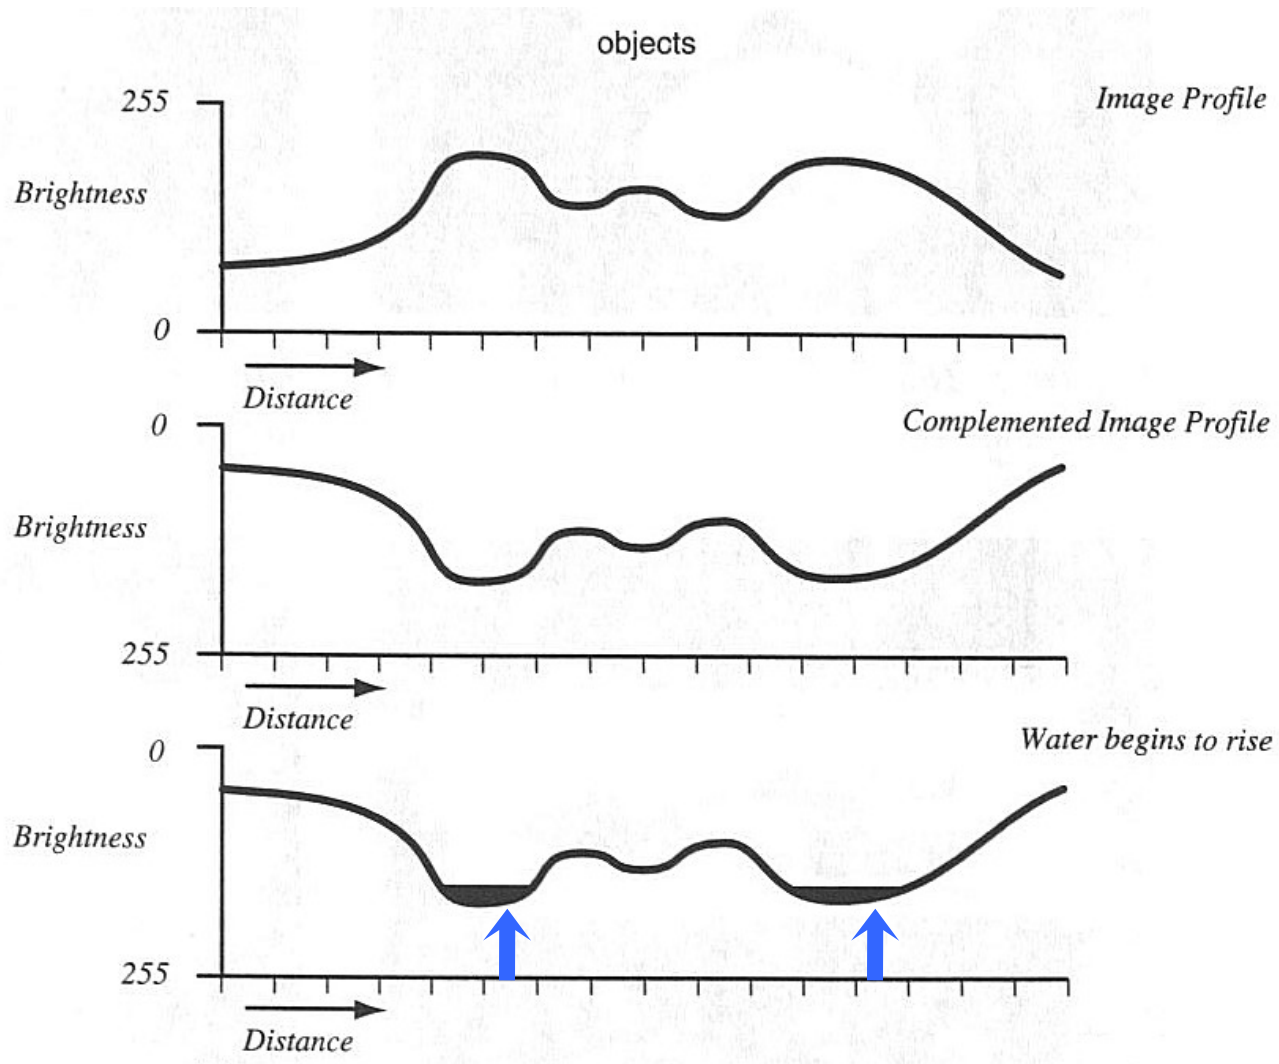 objects
255
Image Profile
Brightness
0
Distance
0
Complemented Image Profile
Brightness
255
Distance
0
Water begins to rise
Brightness
255
Distance